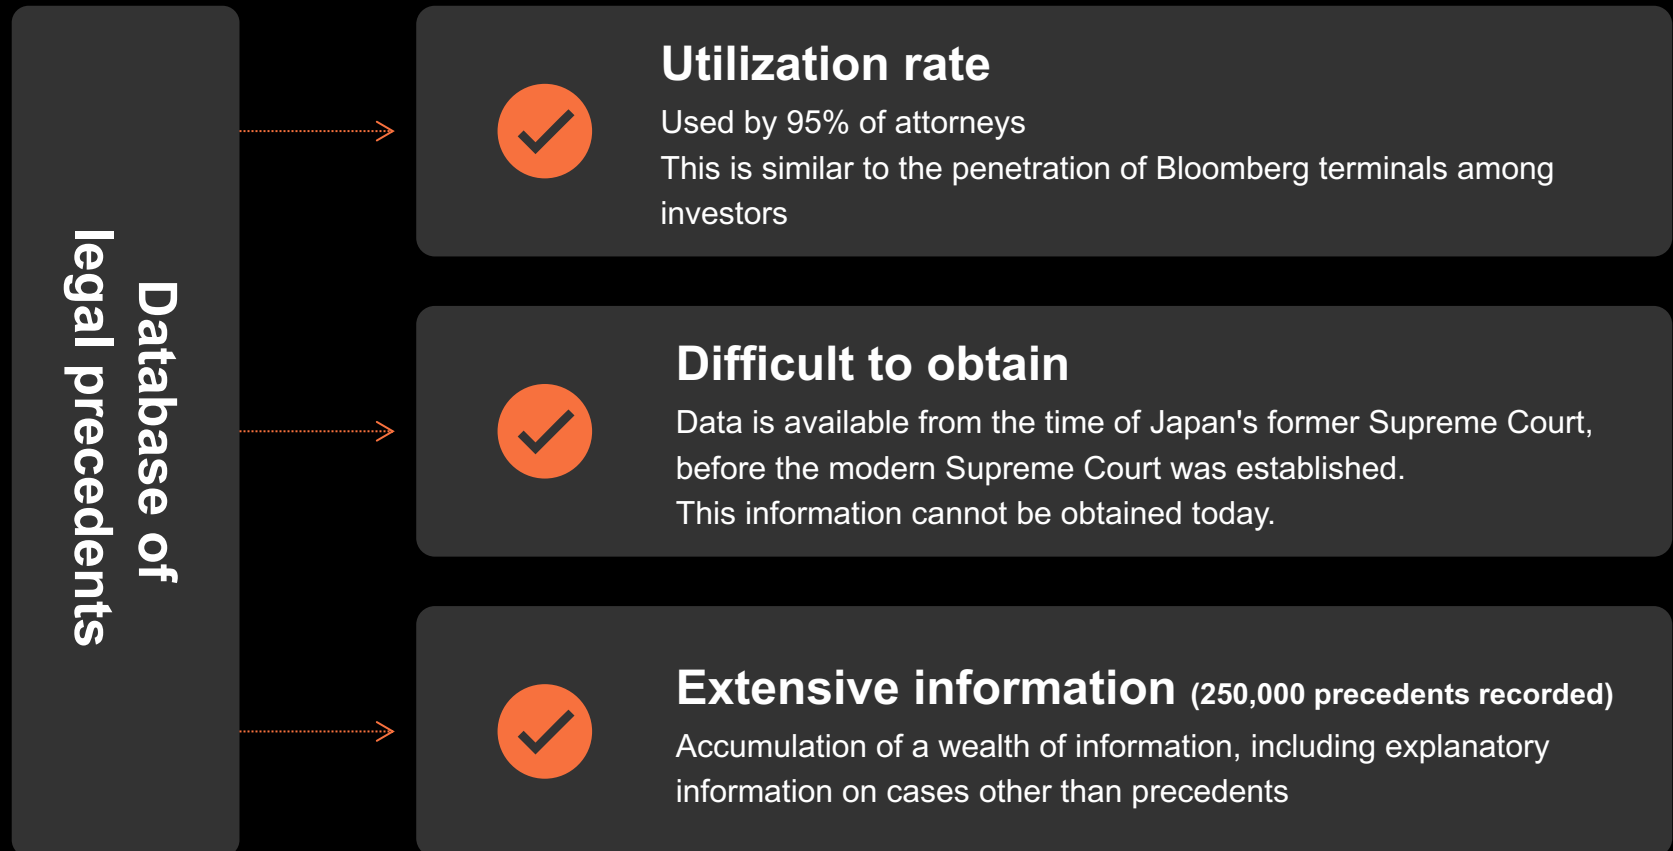 Database of
legal precedents
Utilization rate
Used by 95% of attorneys
This is similar to the penetration of Bloomberg terminals among
investors
Difficult to obtain
Data is available from the time of Japan's former Supreme Court,
before the modern Supreme Court was established.
This information cannot be obtained today.
Extensive information (250,000 precedents recorded)
Accumulation of a wealth of information, including explanatory
information on cases other than precedents